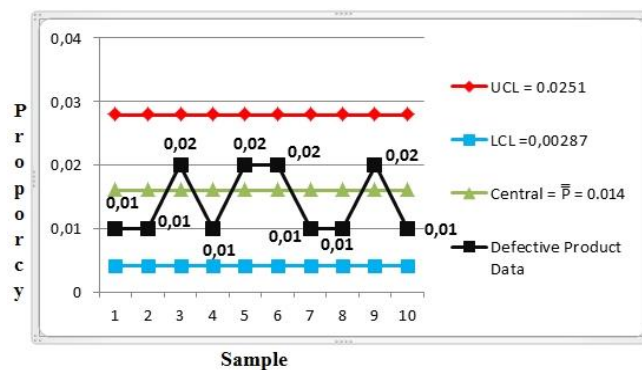 0,04
0,03
0,02
0,01
0
Proporcy
0,01
0,01
0,02
0,01
0,02
0,02
0,01
0,01
0,02
0,01
1 2 3 4 5 6 7 8 9 10
Sample
UCL = 0.0251
LCL =0,00287
Central = P̿ = 0.014
Defective Product
Data